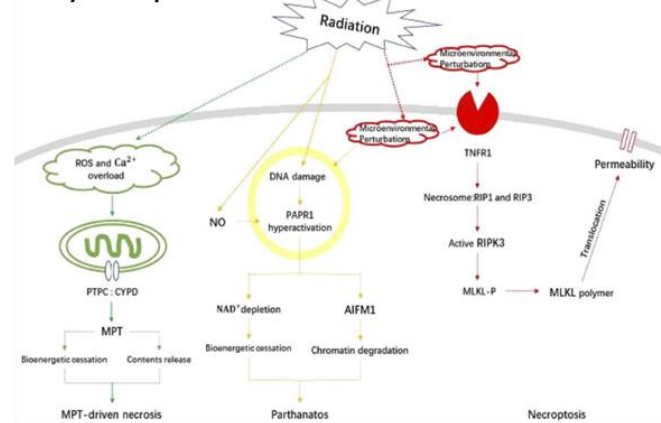 Radiation
Microenvironmental
Perturbations
Microenvironmental
Perturbations
ROS and Ca²⁺
overload
TNFR1
Permeability
DNA damage
Necrosome:RIP1 and RIP3
NO
PAPR1
hyperactivation
Translocation
Active RIPK3
PTPC : CYPD
MLKL-P
MLKL polymer
NAD⁺depletion
AIFM1
MPT
Bioenergetic cessation
Contents release
Bioenergetic cessation
Chromatin degradation
MPT-driven necrosis
Parthanatos
Necroptosis